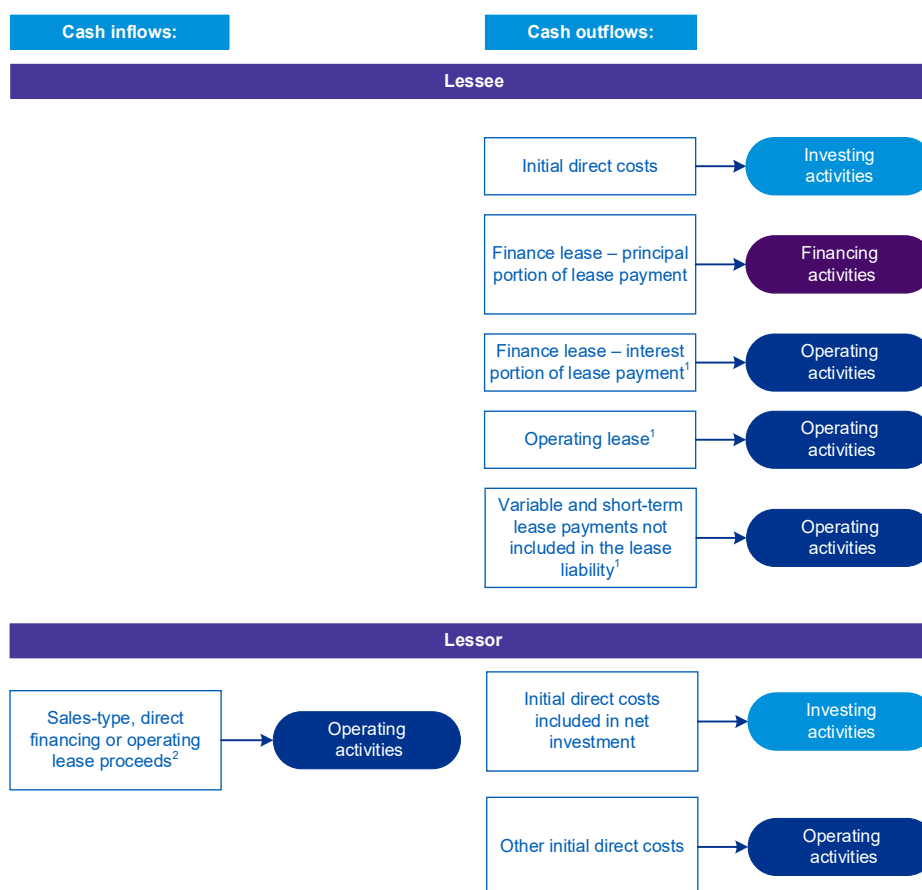 Cash inflows:
Cash outflows:
Lessee
Initial direct costs
Investing
activities
Finance lease – principal
portion of lease payment
Financing
activities
Finance lease – interest
portion of lease payment1
Operating
activities
Operating lease1
Operating
activities
Variable and short-term
lease payments not
included in the lease
liability1
Operating
activities
Lessor
Sales-type, direct
financing or operating
lease proceeds2
Operating
activities
Initial direct costs
included in net
investment
Investing
activities
Other initial direct costs
Operating
activities